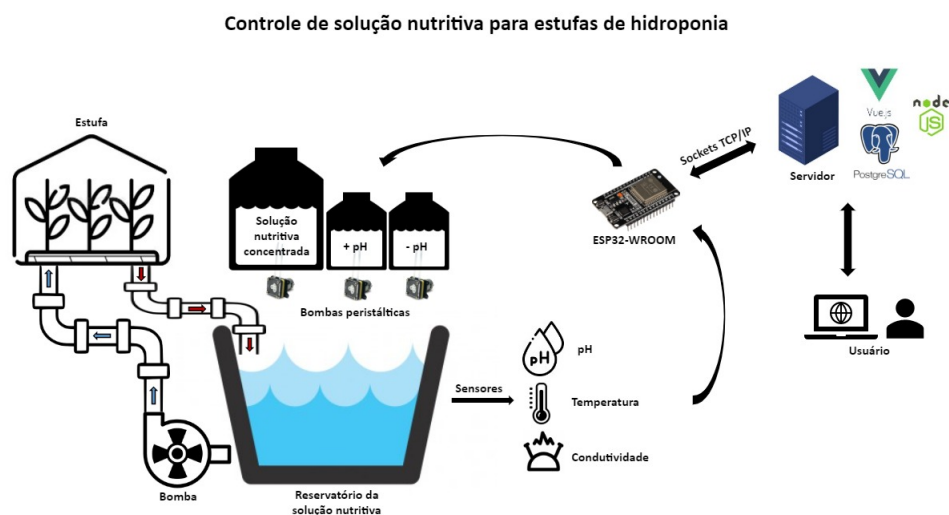 Controle de solução nutritiva para estufas de hidroponia
Estufa
Solução
nutritiva
concentrada
+ pH
- pH
Bombas peristálticas
ESP32-WROOM
Sockets TCP/IP
Servidor
Vue.js
node
JS
PostgreSQL
Usuário
Sensores
pH
pH
Temperatura
Condutividade
Bomba
Reservatório da
solução nutritiva